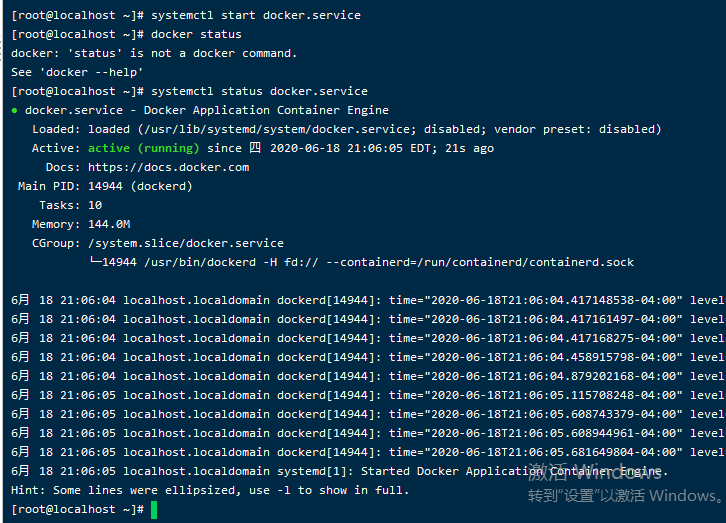 [root@localhost ~]# systemctl start docker.service
[root@localhost ~]# docker status
docker: 'status' is not a docker command.
See 'docker --help'
[root@localhost ~]# systemctl status docker.service
● docker.service - Docker Application Container Engine
   Loaded: loaded (/usr/lib/systemd/system/docker.service; disabled; vendor preset: disabled)
   Active: active (running) since 四 2020-06-18 21:06:05 EDT; 21s ago
     Docs: https://docs.docker.com
 Main PID: 14944 (dockerd)
    Tasks: 10
   Memory: 144.0M
   CGroup: /system.slice/docker.service
           └─14944 /usr/bin/dockerd -H fd:// --containerd=/run/containerd/containerd.sock
6月 18 21:06:04 localhost.localdomain dockerd[14944]: time="2020-06-18T21:06:04.417148538-04:00" level
6月 18 21:06:04 localhost.localdomain dockerd[14944]: time="2020-06-18T21:06:04.417161497-04:00" level
6月 18 21:06:04 localhost.localdomain dockerd[14944]: time="2020-06-18T21:06:04.417168275-04:00" level
6月 18 21:06:04 localhost.localdomain dockerd[14944]: time="2020-06-18T21:06:04.458915798-04:00" level
6月 18 21:06:04 localhost.localdomain dockerd[14944]: time="2020-06-18T21:06:04.879202168-04:00" level
6月 18 21:06:05 localhost.localdomain dockerd[14944]: time="2020-06-18T21:06:05.115708248-04:00" level
6月 18 21:06:05 localhost.localdomain dockerd[14944]: time="2020-06-18T21:06:05.608743379-04:00" level
6月 18 21:06:05 localhost.localdomain dockerd[14944]: time="2020-06-18T21:06:05.608944961-04:00" level
6月 18 21:06:05 localhost.localdomain dockerd[14944]: time="2020-06-18T21:06:05.681649804-04:00" level
6月 18 21:06:05 localhost.localdomain systemd[1]: Started Docker Application Container Engine.
激活 Windows
Hint: Some lines were ellipsized, use -l to show in full.
转到"设置"以激活 Windows。
[root@localhost ~]#